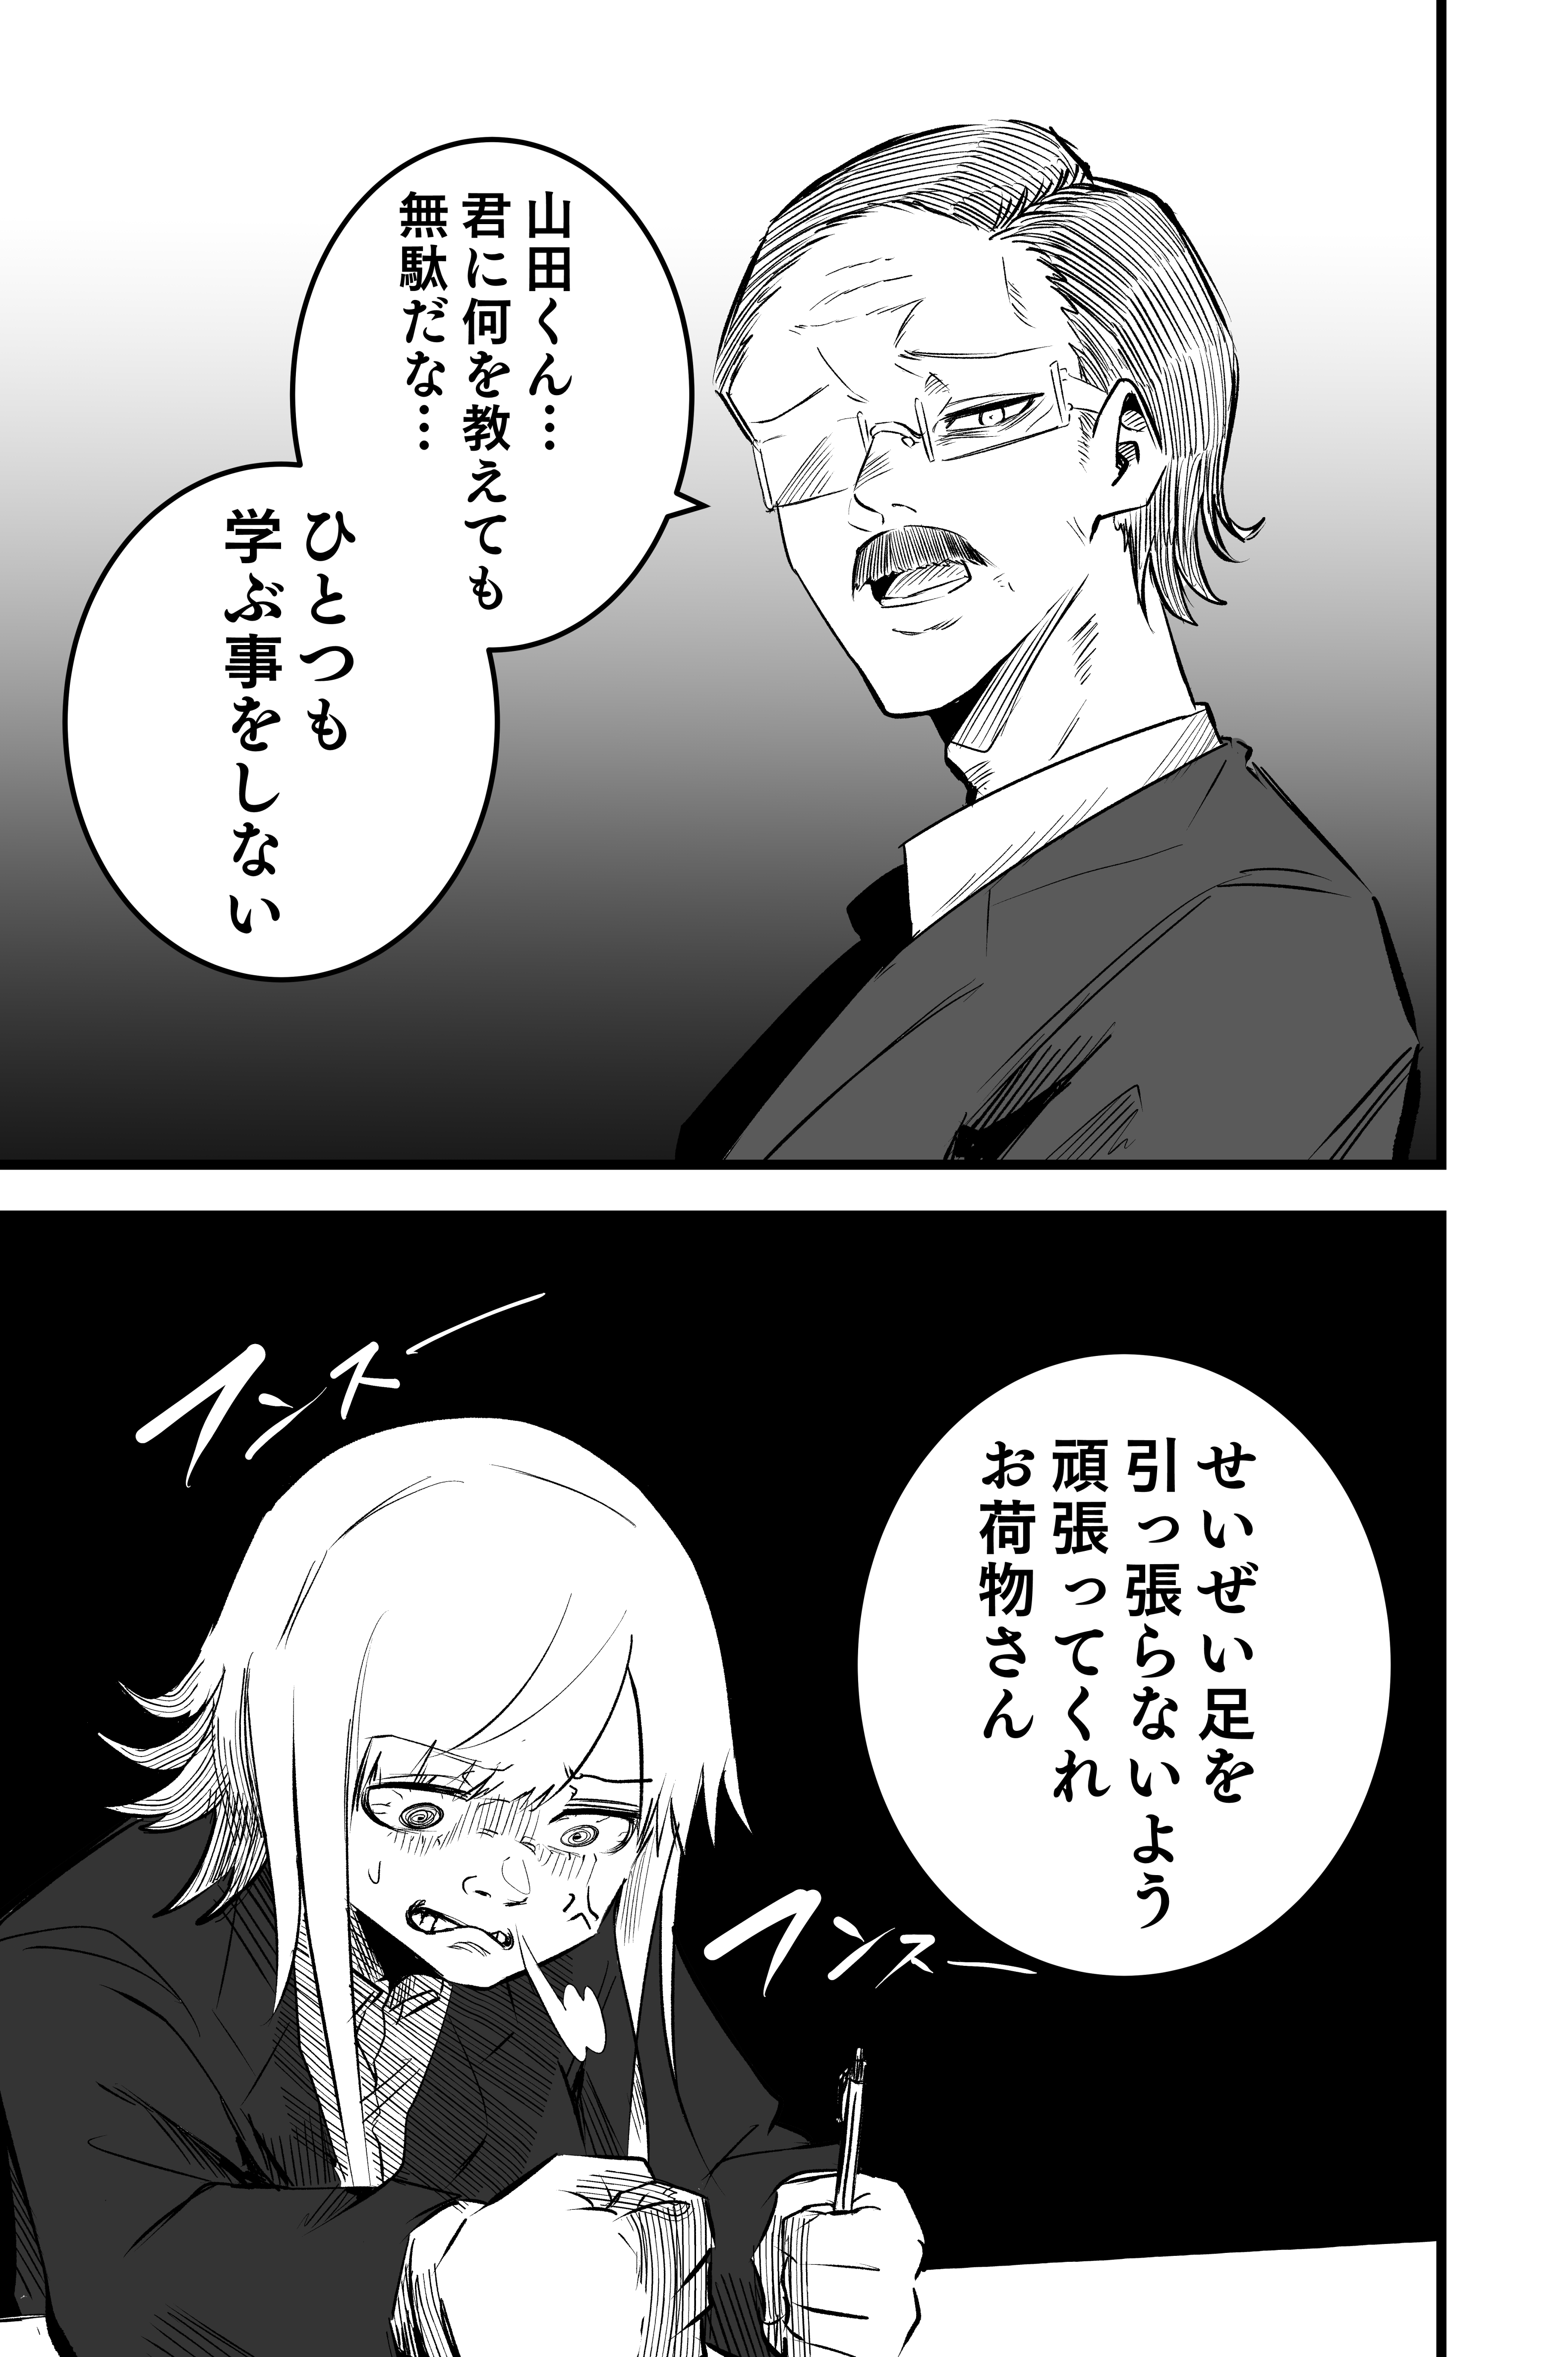 山田くん…
君に何を教えても
無駄だな…
ひとつも
学ぶ事をしない
せいぜい足を
引っ張らないよう
頑張ってくれ
お荷物さん
フンスー
フンスー